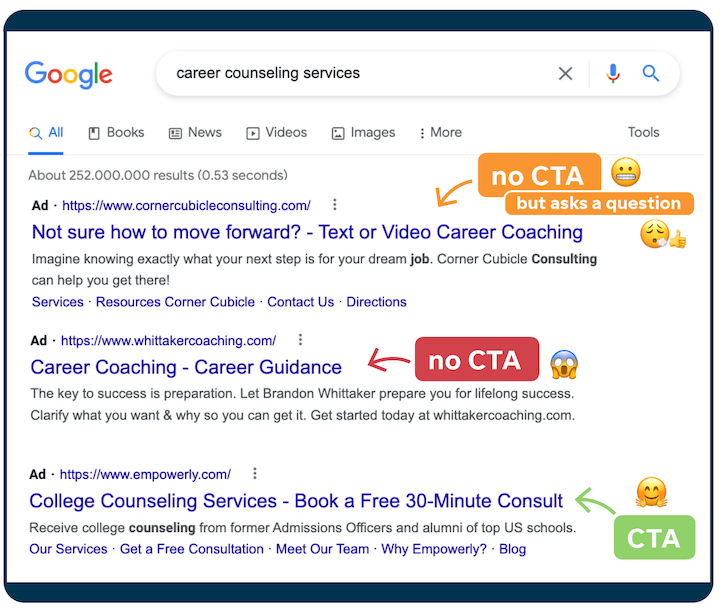 Google
career counseling services
All Books News Videos Images More Tools
About 252.000.000 results (0.53 seconds)
no CTA
but asks a question
Ad · https://www.cornercubicleconsulting.com/
Not sure how to move forward? - Text or Video Career Coaching
Imagine knowing exactly what your next step is for your dream job. Corner Cubicle Consulting
can help you get there!
Services · Resources Corner Cubicle · Contact Us · Directions
Ad · https://www.whittakercoaching.com/
no CTA
Career Coaching - Career Guidance
The key to success is preparation. Let Brandon Whittaker prepare you for lifelong success.
Clarify what you want & why so you can get it. Get started today at whittakercoaching.com.
Ad · https://www.empowerly.com/
College Counseling Services - Book a Free 30-Minute Consult
Receive college counseling from former Admissions Officers and alumni of top US schools.
CTA
Our Services · Get a Free Consultation · Meet Our Team · Why Empowerly? · Blog